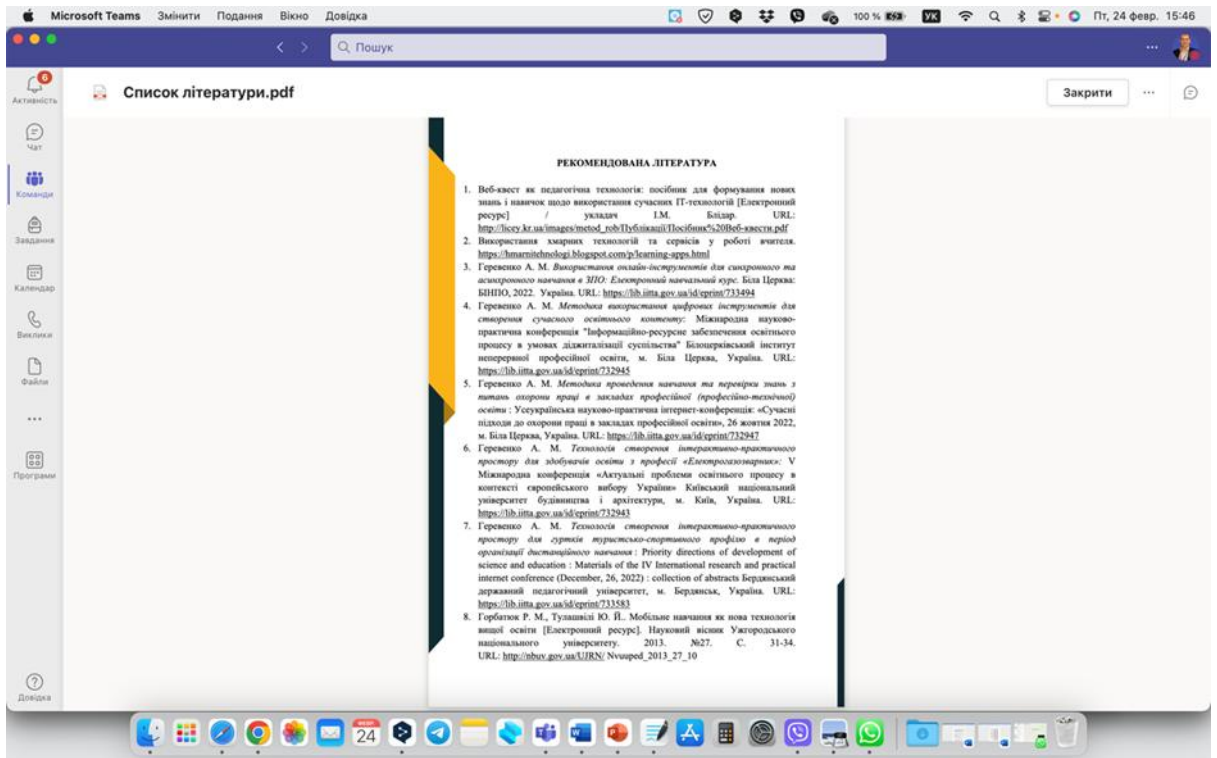 Microsoft Teams Змінити Подання Вікно Довідка 100 % УК Пт, 24 февр. 15:46
Пошук
6
Активність
Чат
Команди
Завдання
Календар
Виклики
Файли
Програми
Довідка
Список літератури.pdf Закрити
РЕКОМЕНДОВАНА ЛІТЕРАТУРА
1. Веб-квест як педагогічна технологія: посібник для формування нових
знань і навичок щодо використання сучасних ІТ-технологій [Електронний
ресурс] / укладач І.М. Блідар. URL:
http://licey.kr.ua/images/metod_rob/Публікації/Посібник%20Веб-квести.pdf
2. Використання хмарних технологій та сервісів у роботі вчителя.
https://hmarnitehnologi.blogspot.com/p/learning-apps.html
3. Геревенко А. М. Використання онлайн-інструментів для синхронного та
асинхронного навчання в ЗПО: Електронний навчальний курс. Біла Церква:
БІНПО, 2022. Україна. URL: https://lib.iitta.gov.ua/id/eprint/733494
4. Геревенко А. М. Методика використання цифрових інструментів для
створення сучасного освітнього контенту: Міжнародна науково-
практична конференція "Інформаційно-ресурсне забезпечення освітнього
процесу в умовах діджиталізації суспільства" Білоцерківський інститут
неперервної професійної освіти, м. Біла Церква, Україна. URL:
https://lib.iitta.gov.ua/id/eprint/732945
5. Геревенко А. М. Методика проведення навчання та перевірки знань з
питань охорони праці в закладах професійної (професійно-технічної)
освіти : Усеукраїнська науково-практична інтернет-конференція: «Сучасні
підходи до охорони праці в закладах професійної освіти», 26 жовтня 2022,
м. Біла Церква, Україна. URL: https://lib.iitta.gov.ua/id/eprint/732947
6. Геревенко А. М. Технологія створення інтерактивно-практичного
простору для здобувачів освіти з професії «Електрогазозварник»: V
Міжнародна конференція «Актуальні проблеми освітнього процесу в
контексті європейського вибору України» Київський національний
університет будівництва і архітектури, м. Київ, Україна. URL:
https://lib.iitta.gov.ua/id/eprint/732943
7. Геревенко А. М. Технологія створення інтерактивно-практичного
простору для гуртків туристсько-спортивного профілю в період
організації дистанційного навчання : Priority directions of development of
science and education : Materials of the IV International research and practical
internet conference (December, 26, 2022) : collection of abstracts Бердянський
державний педагогічний університет, м. Бердянськ, Україна. URL:
https://lib.iitta.gov.ua/id/eprint/733583
8. Горбатюк Р. М., Тулашвілі Ю. Й.. Мобільне навчання як нова технологія
вищої освіти [Електронний ресурс]. Науковий вісник Ужгородського
національного університету. 2013. №27. С. 31-34.
URL: http://nbuv.gov.ua/UJRN/ Nvuuped_2013_27_10
24